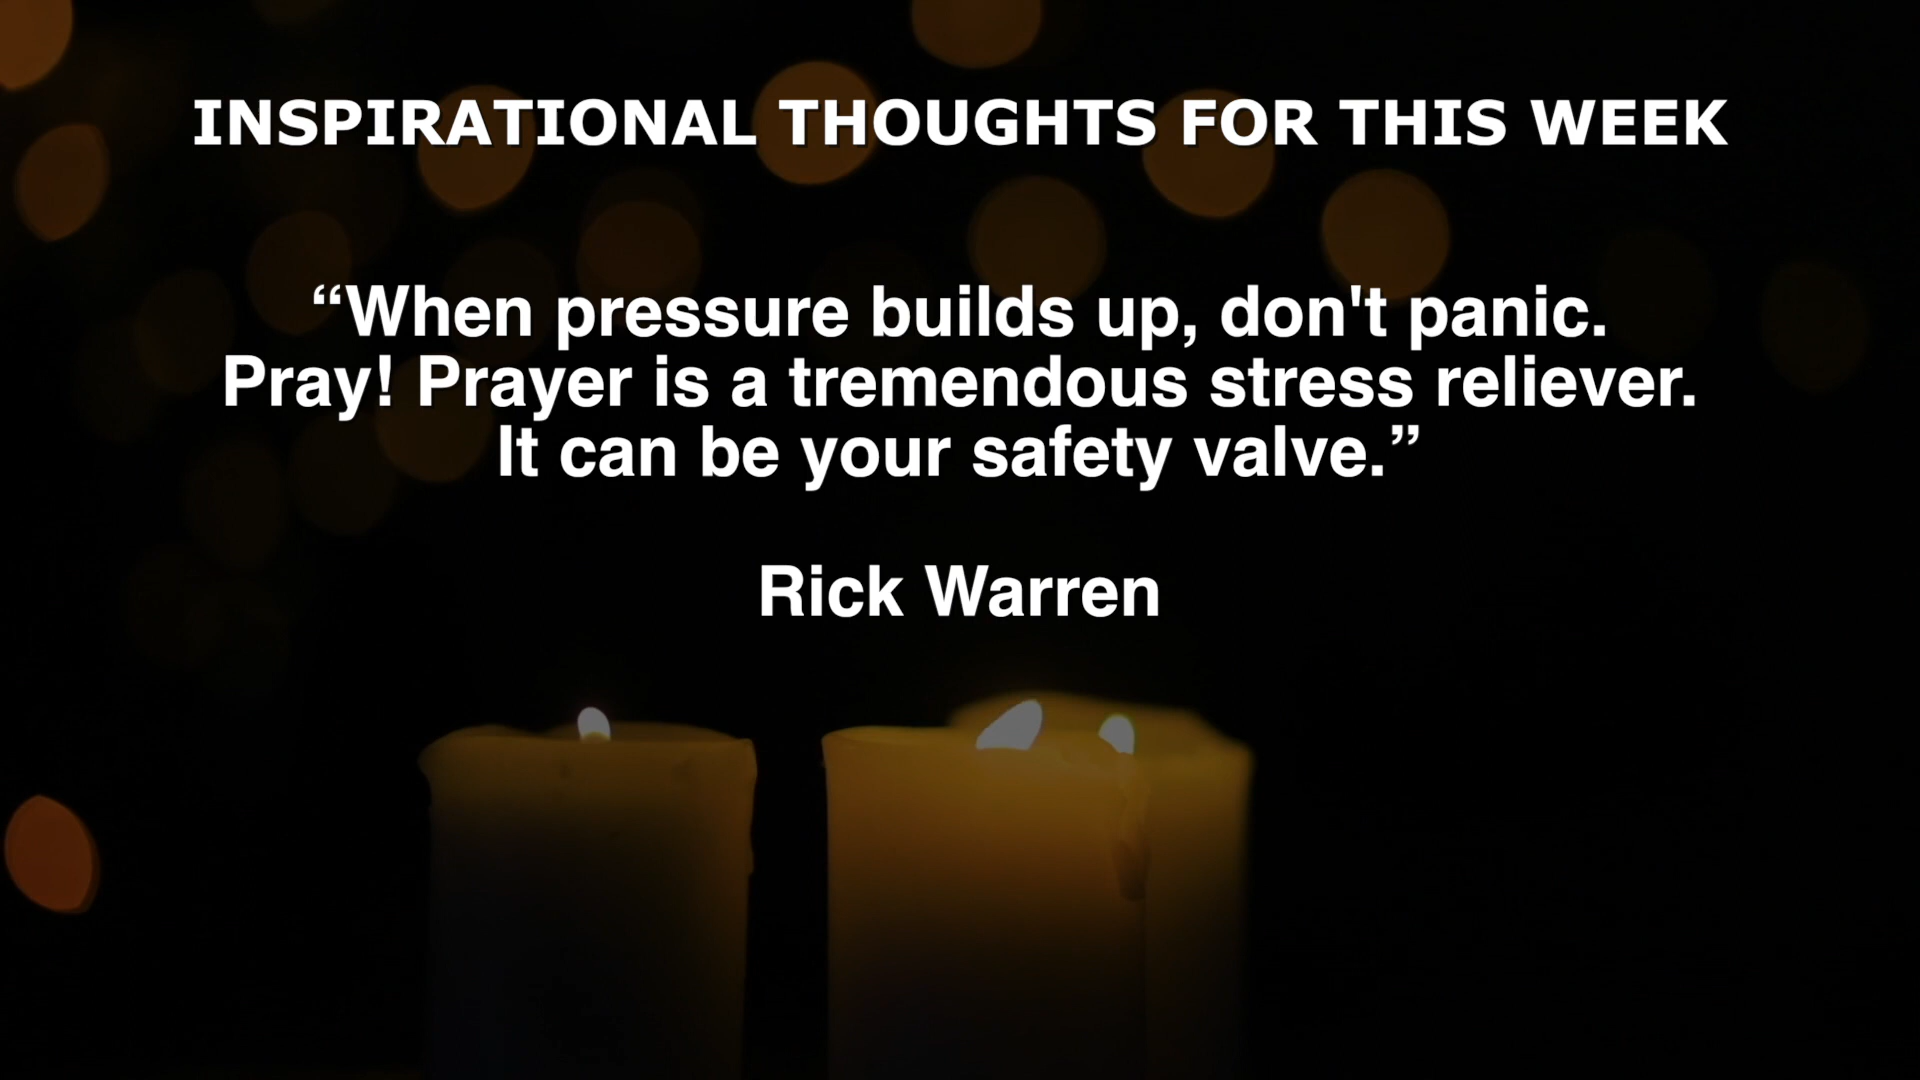 INSPIRATIONAL THOUGHTS FOR THIS WEEK
“When pressure builds up, don't panic.
Pray! Prayer is a tremendous stress reliever.
It can be your safety valve.”
Rick Warren